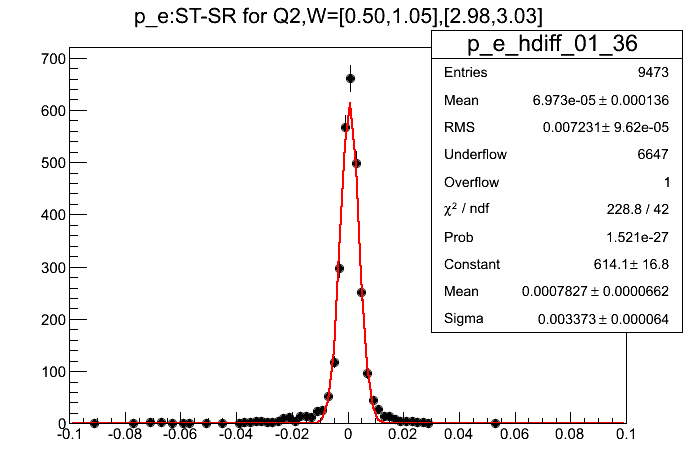 p_e:ST-SR for Q2,W=[0.50,1.05],[2.98,3.03]
p_e_hdiff_01_36
Entries 9473
Mean 6.973e-05 ± 0.000136
RMS 0.007231 ± 9.62e-05
Underflow 6647
Overflow 1
χ² / ndf 228.8 / 42
Prob 1.521e-27
Constant 614.1 ± 16.8
Mean 0.0007827 ± 0.0000662
Sigma 0.003373 ± 0.000064
700
600
500
400
300
200
100
0
-0.1 -0.08 -0.06 -0.04 -0.02 0 0.02 0.04 0.06 0.08 0.1